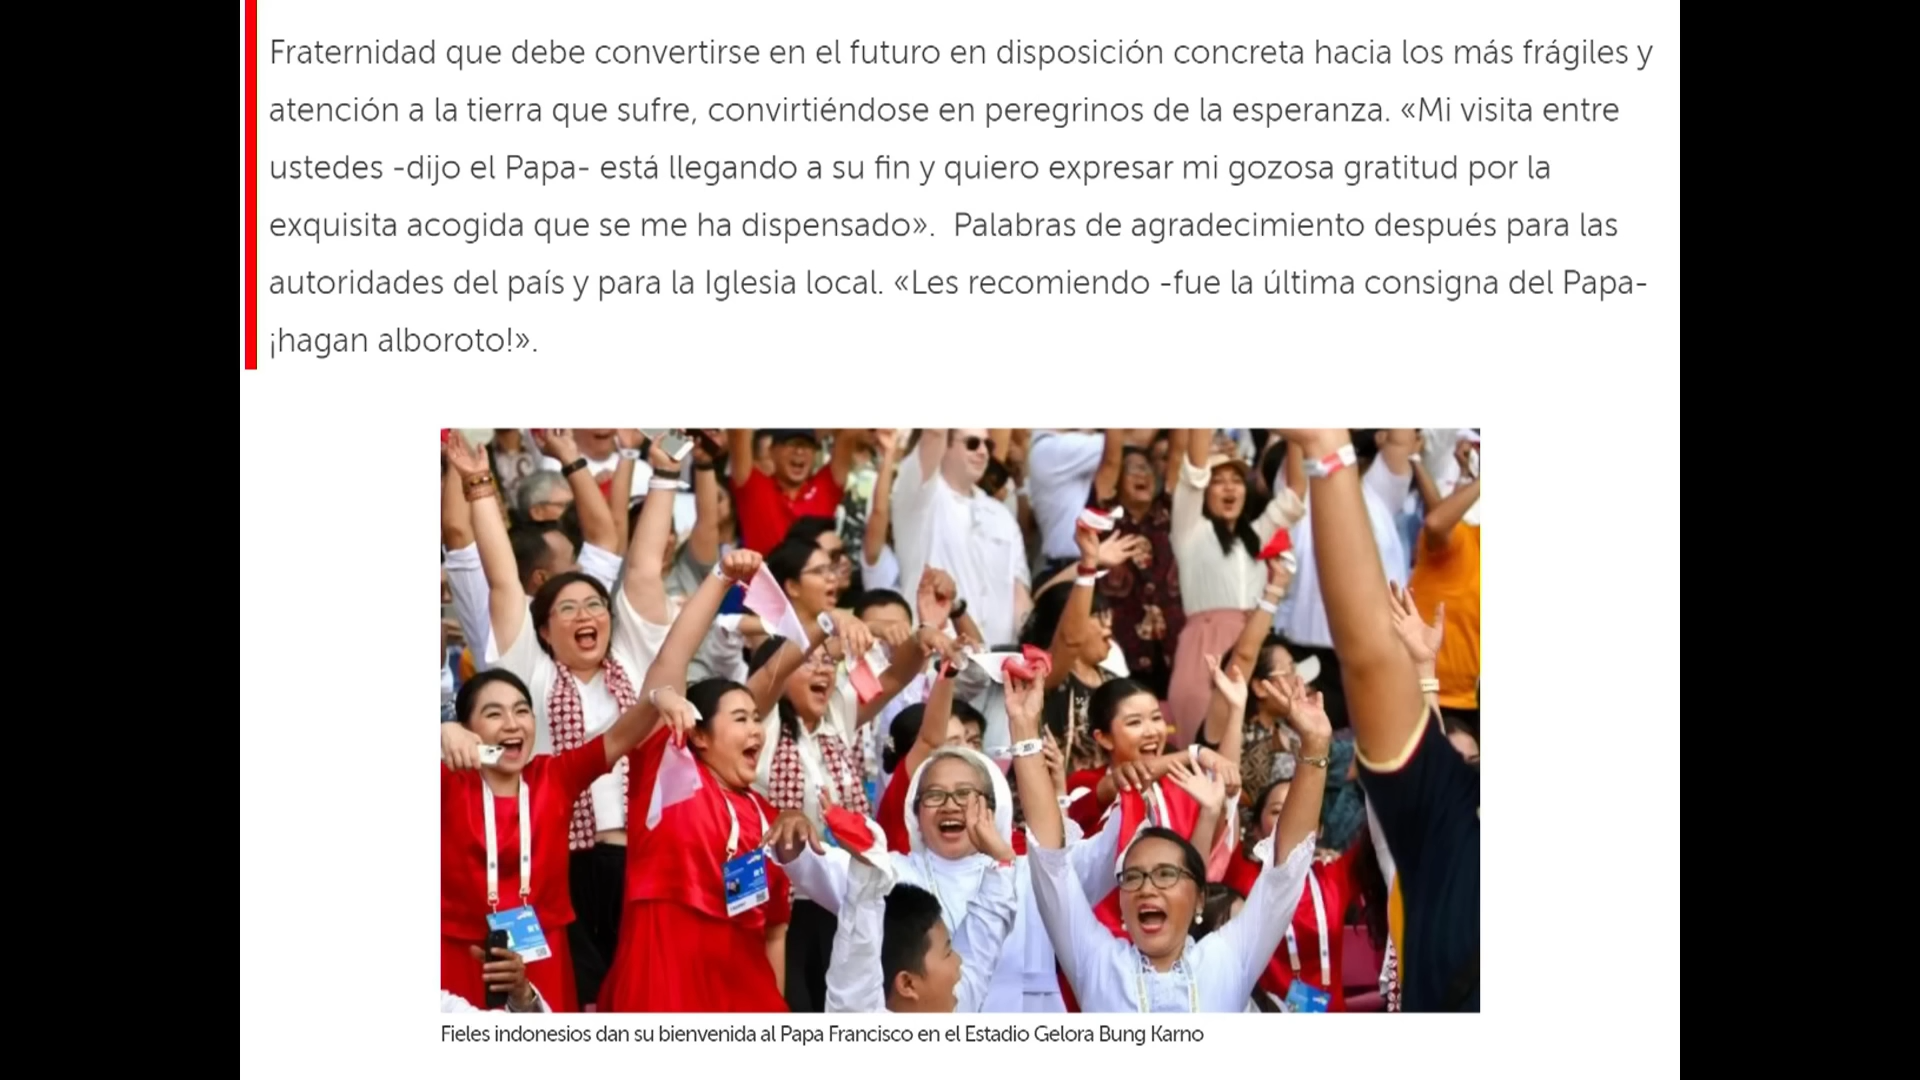 Fraternidad que debe convertirse en el futuro en disposición concreta hacia los más frágiles y
atención a la tierra que sufre, convirtiéndose en peregrinos de la esperanza. «Mi visita entre
ustedes -dijo el Papa- está llegando a su fin y quiero expresar mi gozosa gratitud por la
exquisita acogida que se me ha dispensado».  Palabras de agradecimiento después para las
autoridades del país y para la Iglesia local. «Les recomiendo -fue la última consigna del Papa-
¡hagan alboroto!».
Fieles indonesios dan su bienvenida al Papa Francisco en el Estadio Gelora Bung Karno